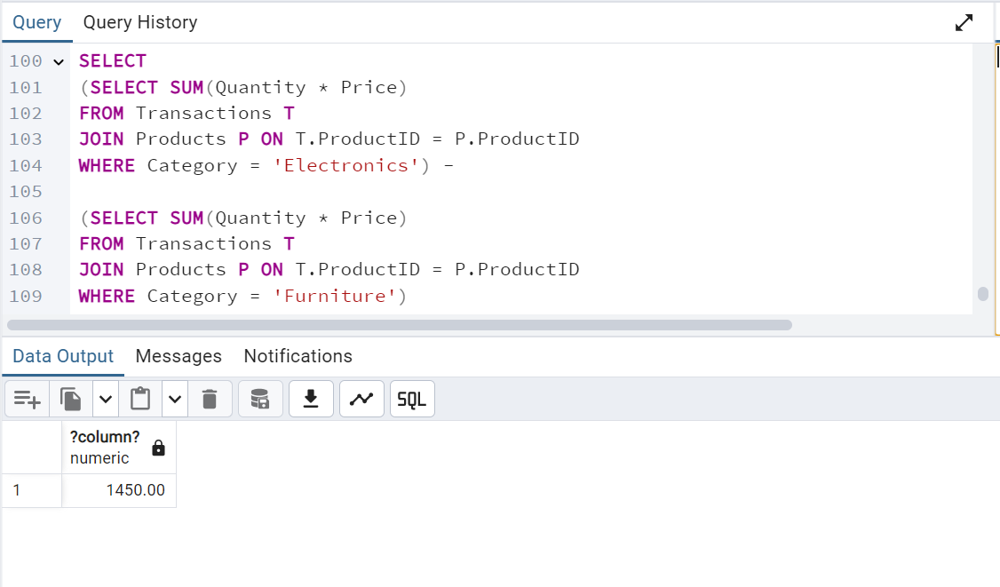 Query Query History
100 SELECT
101 (SELECT SUM(Quantity * Price)
102 FROM Transactions T
103 JOIN Products P ON T.ProductID = P.ProductID
104 WHERE Category = 'Electronics') -
105
106 (SELECT SUM(Quantity * Price)
107 FROM Transactions T
108 JOIN Products P ON T.ProductID = P.ProductID
109 WHERE Category = 'Furniture')
Data Output Messages Notifications
SQL
?column?
numeric
1 1450.00